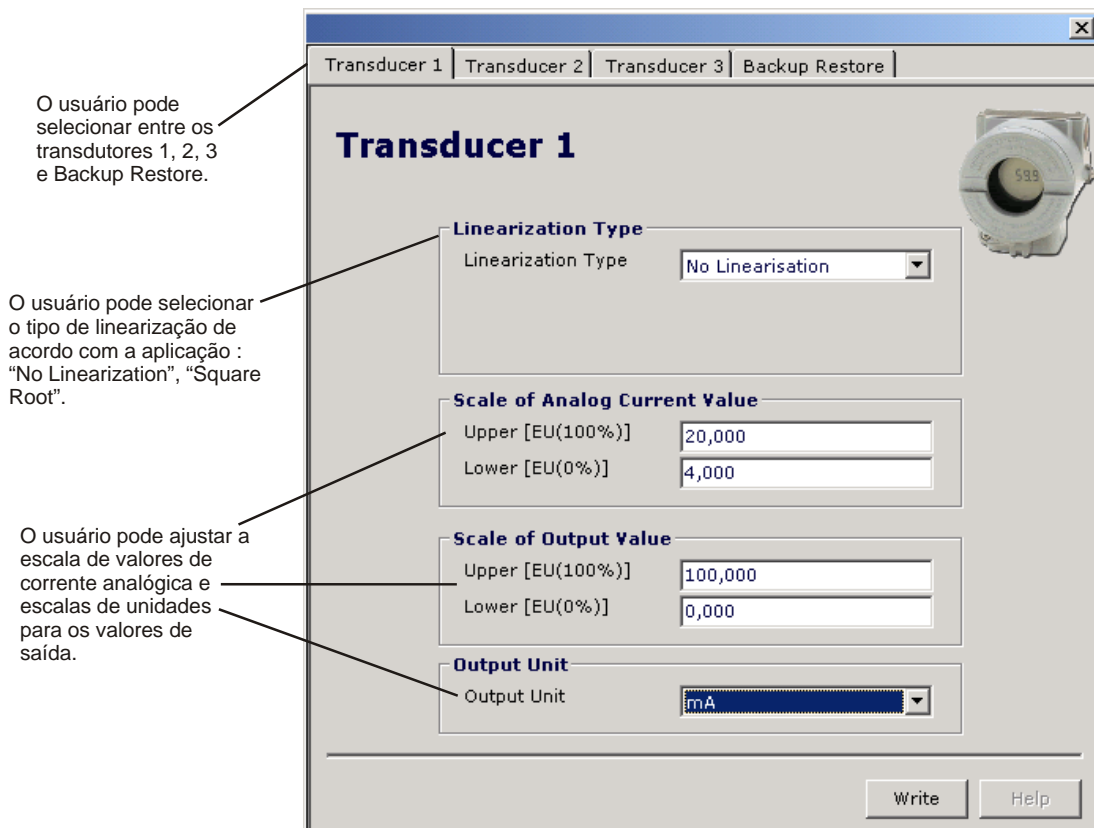 Transducer 1
Transducer 2
Transducer 3
Backup Restore
O usuário pode
selecionar entre os
transdutores 1, 2, 3
e Backup Restore.
Transducer 1
59.9
Linearization Type
Linearization Type
No Linearisation
O usuário pode selecionar
o tipo de linearização de
acordo com a aplicação :
“No Linearization”, “Square
Root”.
Scale of Analog Current Value
Upper [EU(100%)]
20,000
Lower [EU(0%)]
4,000
O usuário pode ajustar a
escala de valores de
corrente analógica e
escalas de unidades
para os valores de
saída.
Scale of Output Value
Upper [EU(100%)]
100,000
Lower [EU(0%)]
0,000
Output Unit
Output Unit
mA
Write
Help